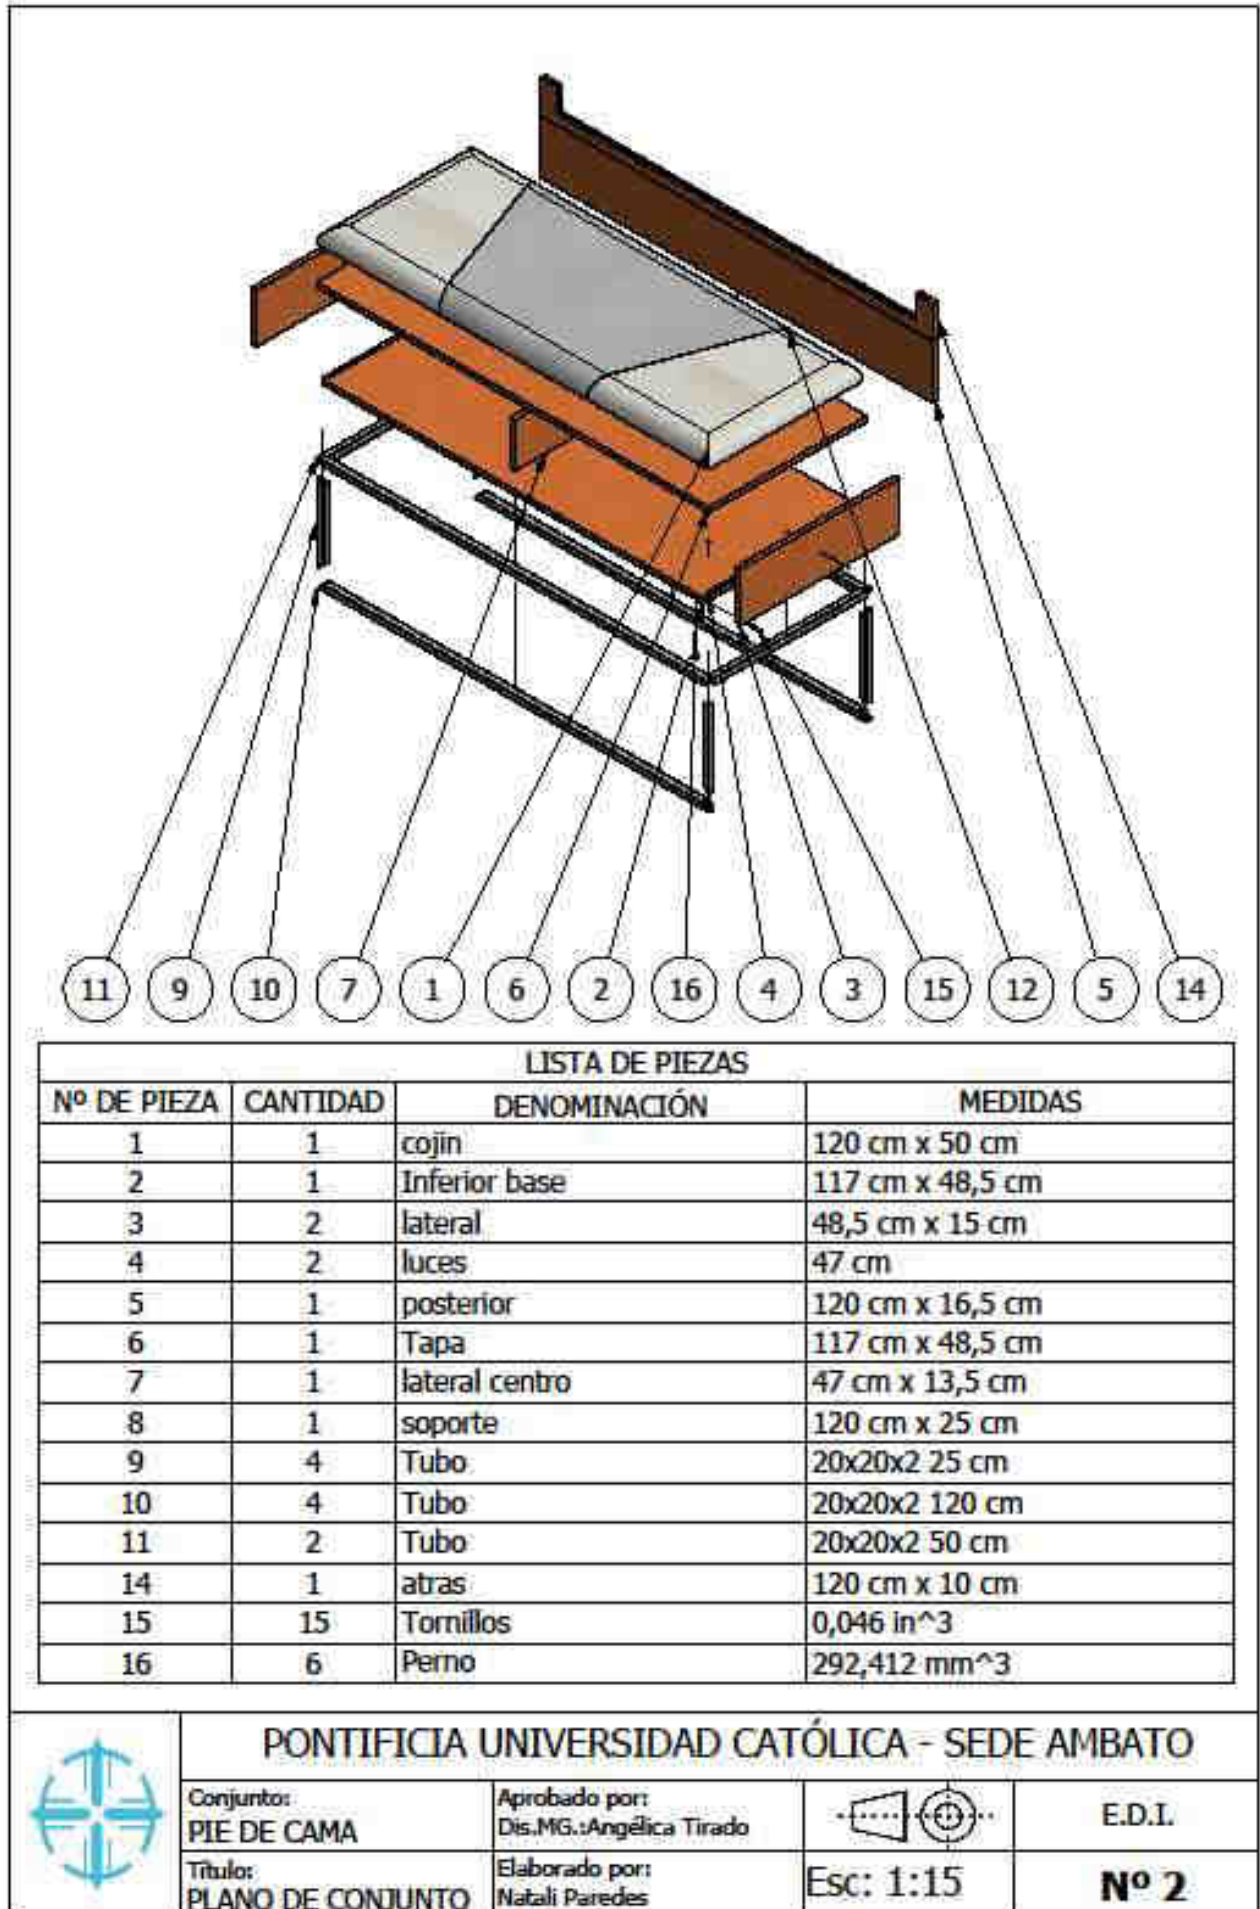 11 9 10 7 1 6 2 16 4 3 15 12 5 14
LISTA DE PIEZAS
Nº DE PIEZA CANTIDAD DENOMINACIÓN MEDIDAS
1 1 cojin 120 cm x 50 cm
2 1 Inferior base 117 cm x 48,5 cm
3 2 lateral 48,5 cm x 15 cm
4 2 luces 47 cm
5 1 posterior 120 cm x 16,5 cm
6 1 Tapa 117 cm x 48,5 cm
7 1 lateral centro 47 cm x 13,5 cm
8 1 soporte 120 cm x 25 cm
9 4 Tubo 20x20x2 25 cm
10 4 Tubo 20x20x2 120 cm
11 2 Tubo 20x20x2 50 cm
14 1 atras 120 cm x 10 cm
15 15 Tornillos 0,046 in^3
16 6 Perno 292,412 mm^3
PONTIFICIA UNIVERSIDAD CATÓLICA - SEDE AMBATO
Conjunto:
PIE DE CAMA
Aprobado por:
Dis.MG.:Angélica Tirado
E.D.I.
Título:
PLANO DE CONJUNTO
Elaborado por:
Natali Paredes
Esc: 1:15
Nº 2